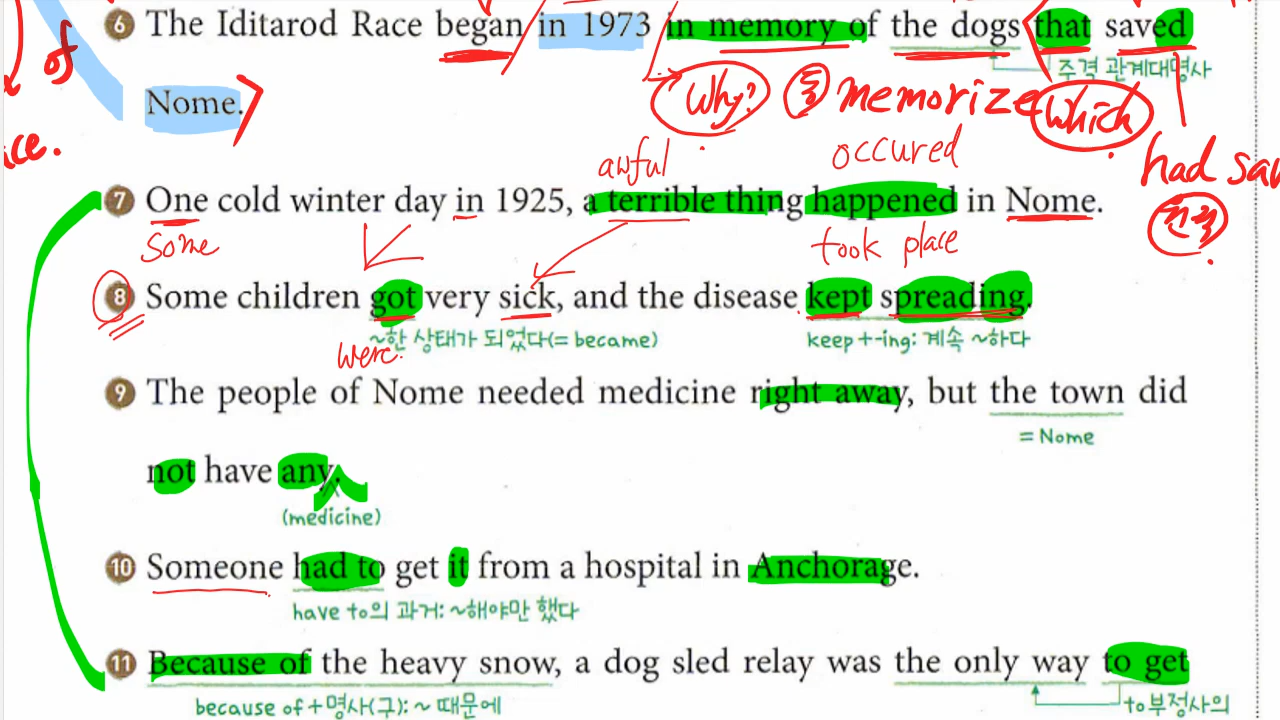 6 The Iditarod Race began in 1973 in memory of the dogs that saved
of
주격 관계대명사
Nome.
Why? 동 memorize which
awful occured had sav
7 One cold winter day in 1925, a terrible thing happened in Nome.
some took place
8 Some children got very sick, and the disease kept spreading.
~한 상태가 되었다(= became) keep +-ing: 계속 ~하다
were
9 The people of Nome needed medicine right away, but the town did
= Nome
not have any.
(medicine)
10 Someone had to get it from a hospital in Anchorage.
have to의 과거: ~해야만 했다
11 Because of the heavy snow, a dog sled relay was the only way to get
because of + 명사(구): ~ 때문에 to부정사의